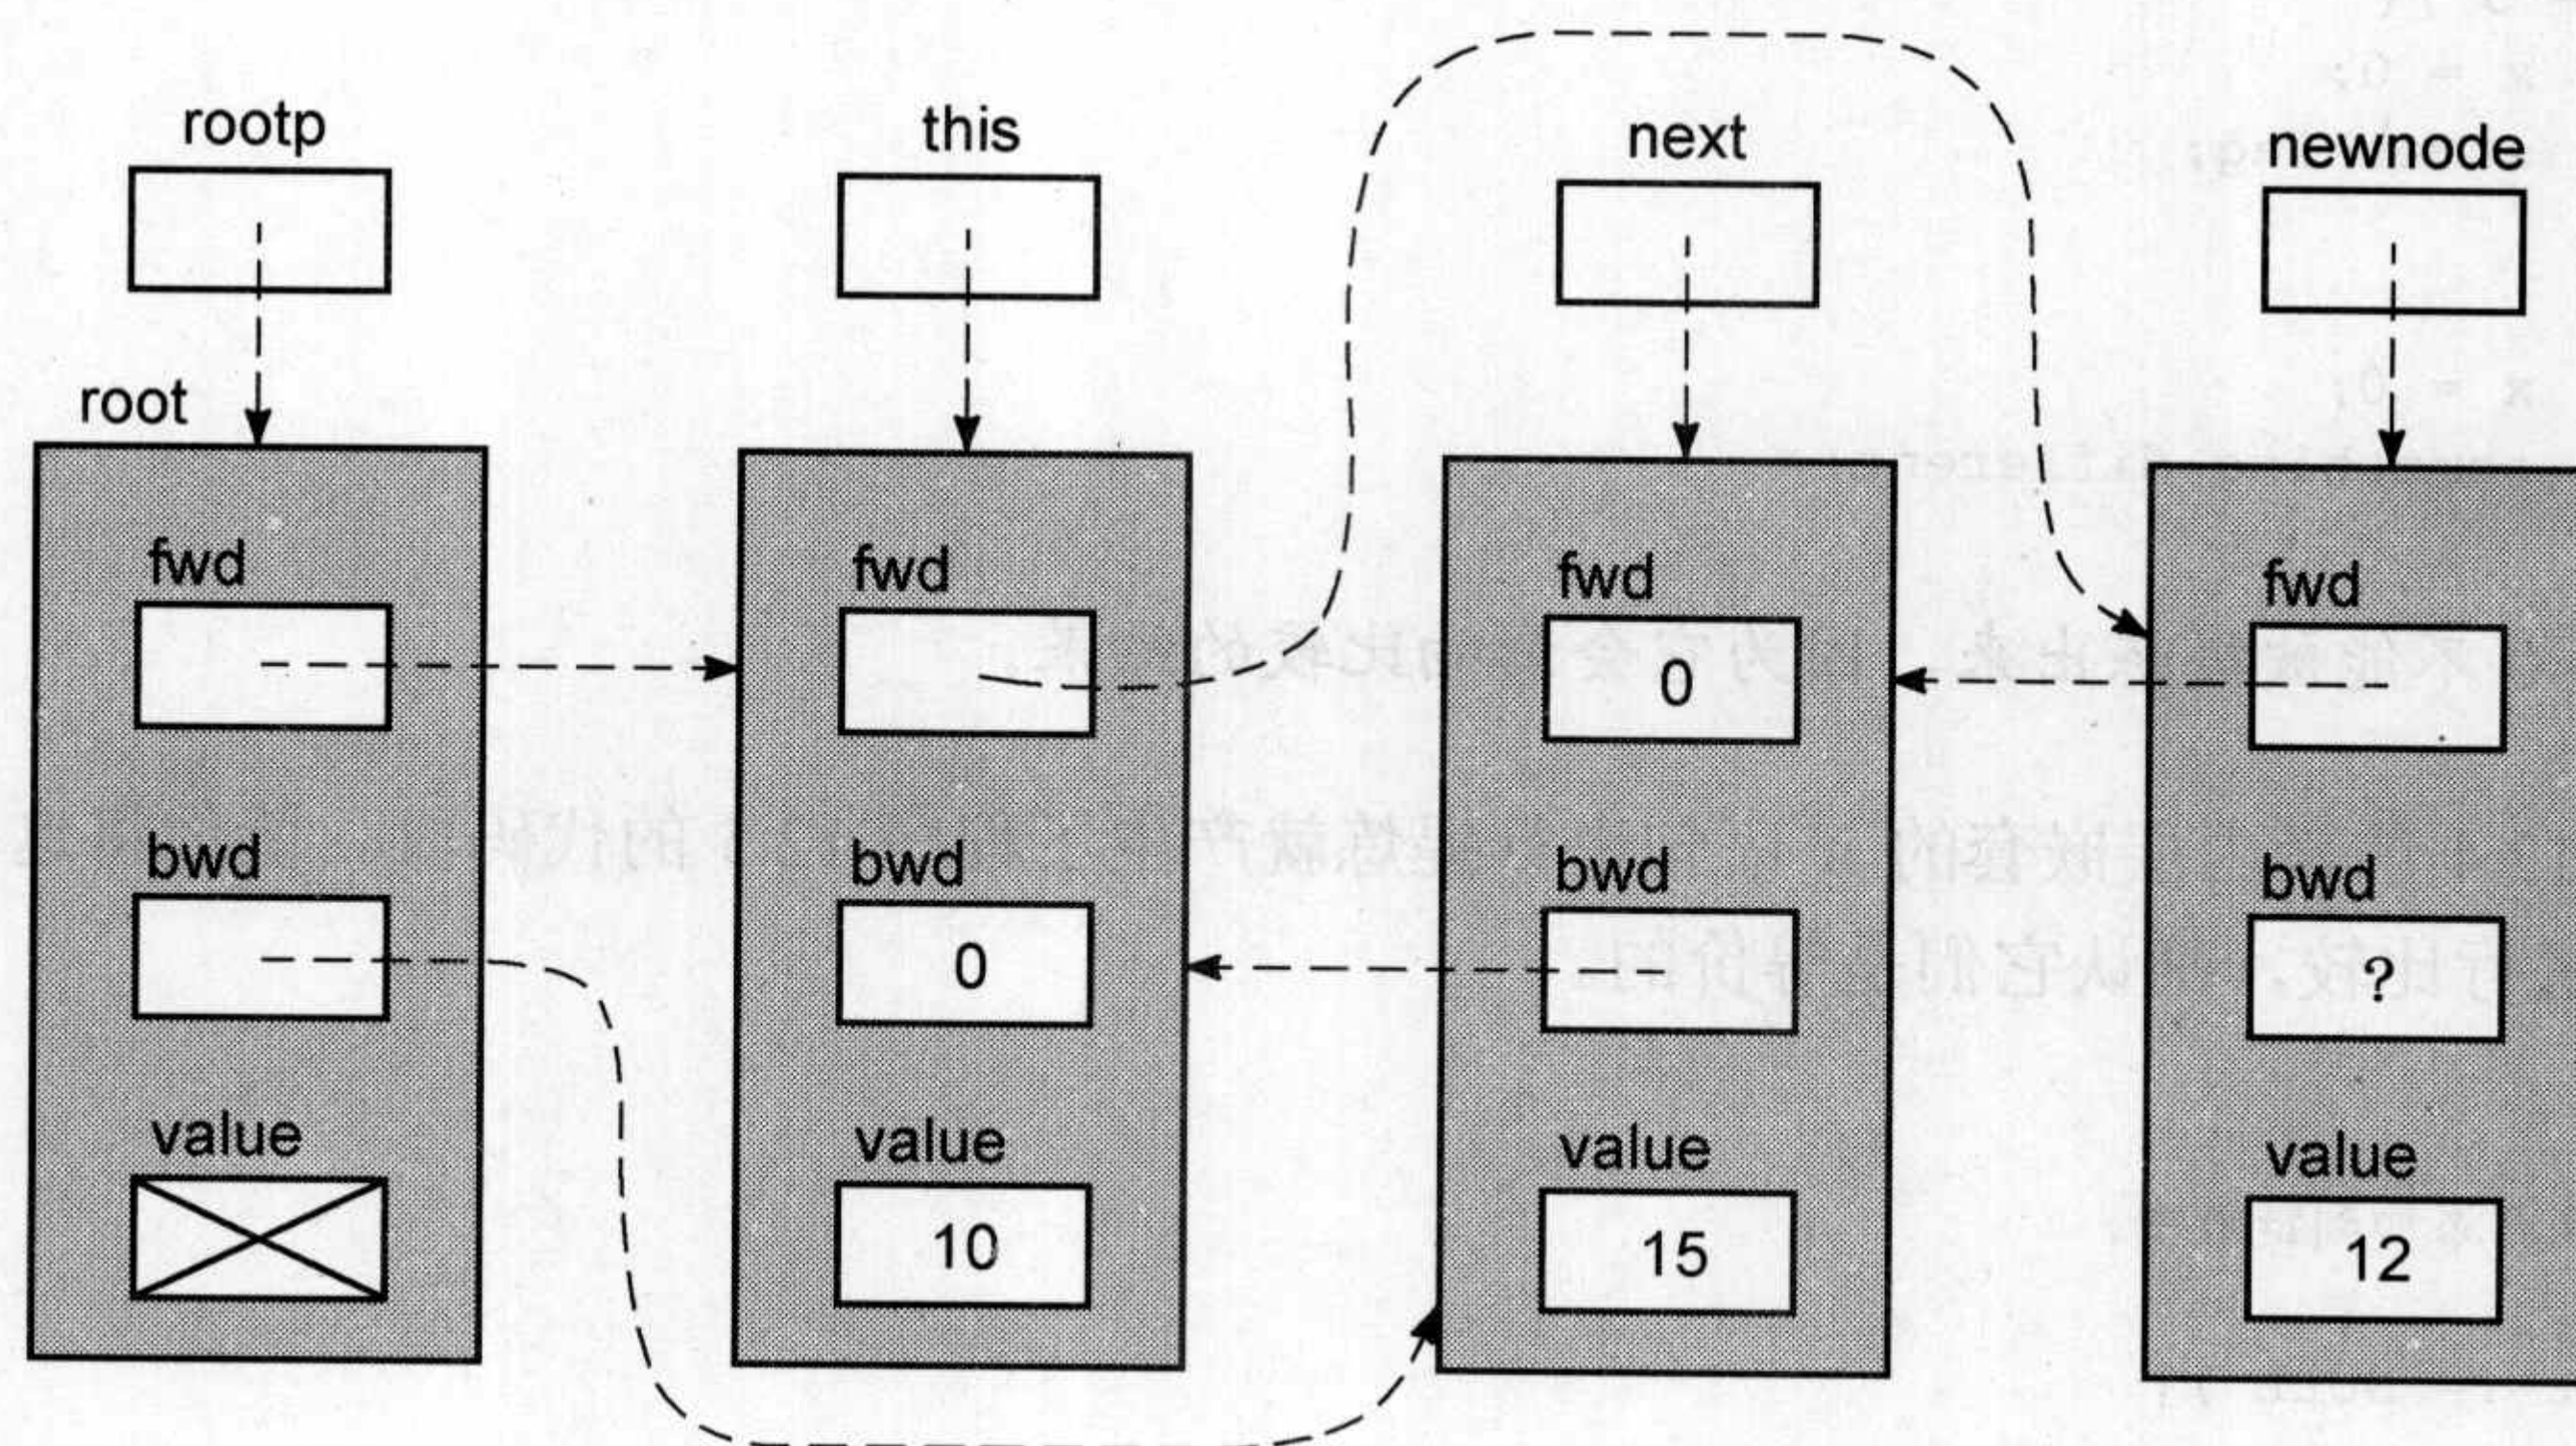 rootp
this
next
newnode
root
fwd
fwd
fwd
fwd
0
bwd
bwd
bwd
bwd
0
?
value
value
value
value
10
15
12